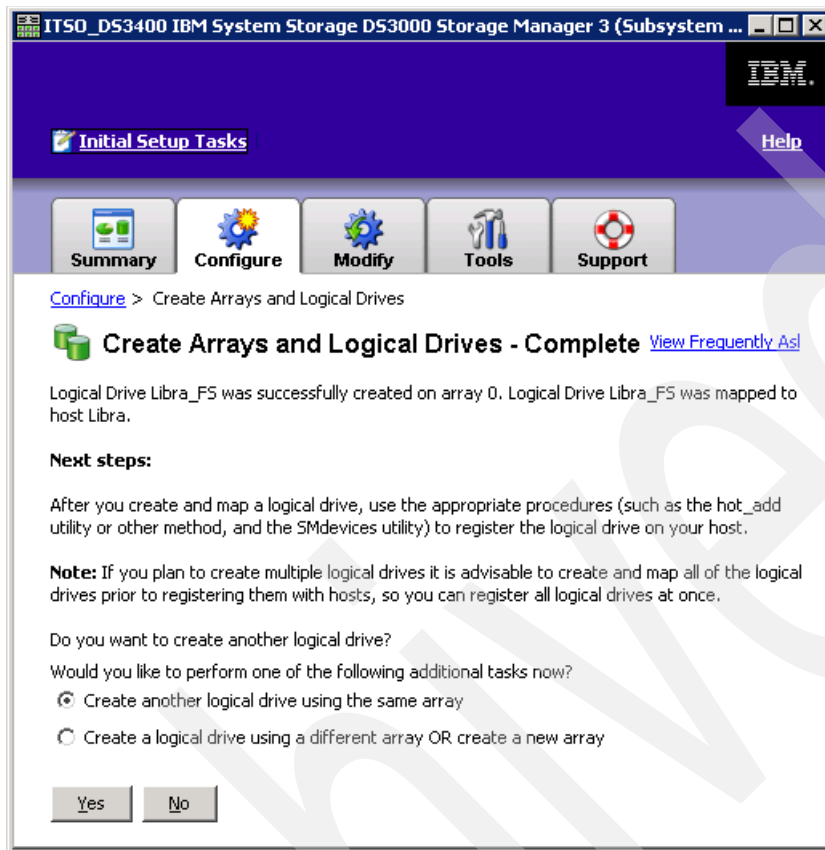 ITSO_DS3400 IBM System Storage DS3000 Storage Manager 3 (Subsystem ...
IBM.
Initial Setup Tasks
Help
Summary
Configure
Modify
Tools
Support
Configure > Create Arrays and Logical Drives
Create Arrays and Logical Drives - Complete View Frequently Asl
Logical Drive Libra_FS was successfully created on array 0. Logical Drive Libra_FS was mapped to
host Libra.
Next steps:
After you create and map a logical drive, use the appropriate procedures (such as the hot_add
utility or other method, and the SMdevices utility) to register the logical drive on your host.
Note: If you plan to create multiple logical drives it is advisable to create and map all of the logical
drives prior to registering them with hosts, so you can register all logical drives at once.
Do you want to create another logical drive?
Would you like to perform one of the following additional tasks now?
Create another logical drive using the same array
Create a logical drive using a different array OR create a new array
Yes
No